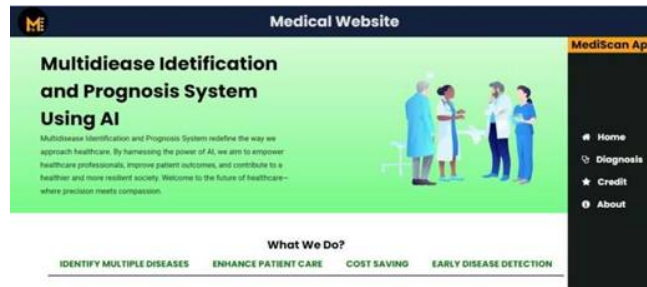 ME
Medical Website
MediScan Ap
Multidiease Idetification
and Prognosis System
Using AI
Multidisease Identification and Prognosis System redefine the way we
approach healthcare. By harnessing the power of AI, we aim to empower
healthcare professionals, improve patient outcomes, and contribute to a
healthier and more resilient society. Welcome to the future of healthcare—
where precision meets compassion.
Home
Diagnosis
Credit
About
What We Do?
IDENTIFY MULTIPLE DISEASES ENHANCE PATIENT CARE COST SAVING EARLY DISEASE DETECTION